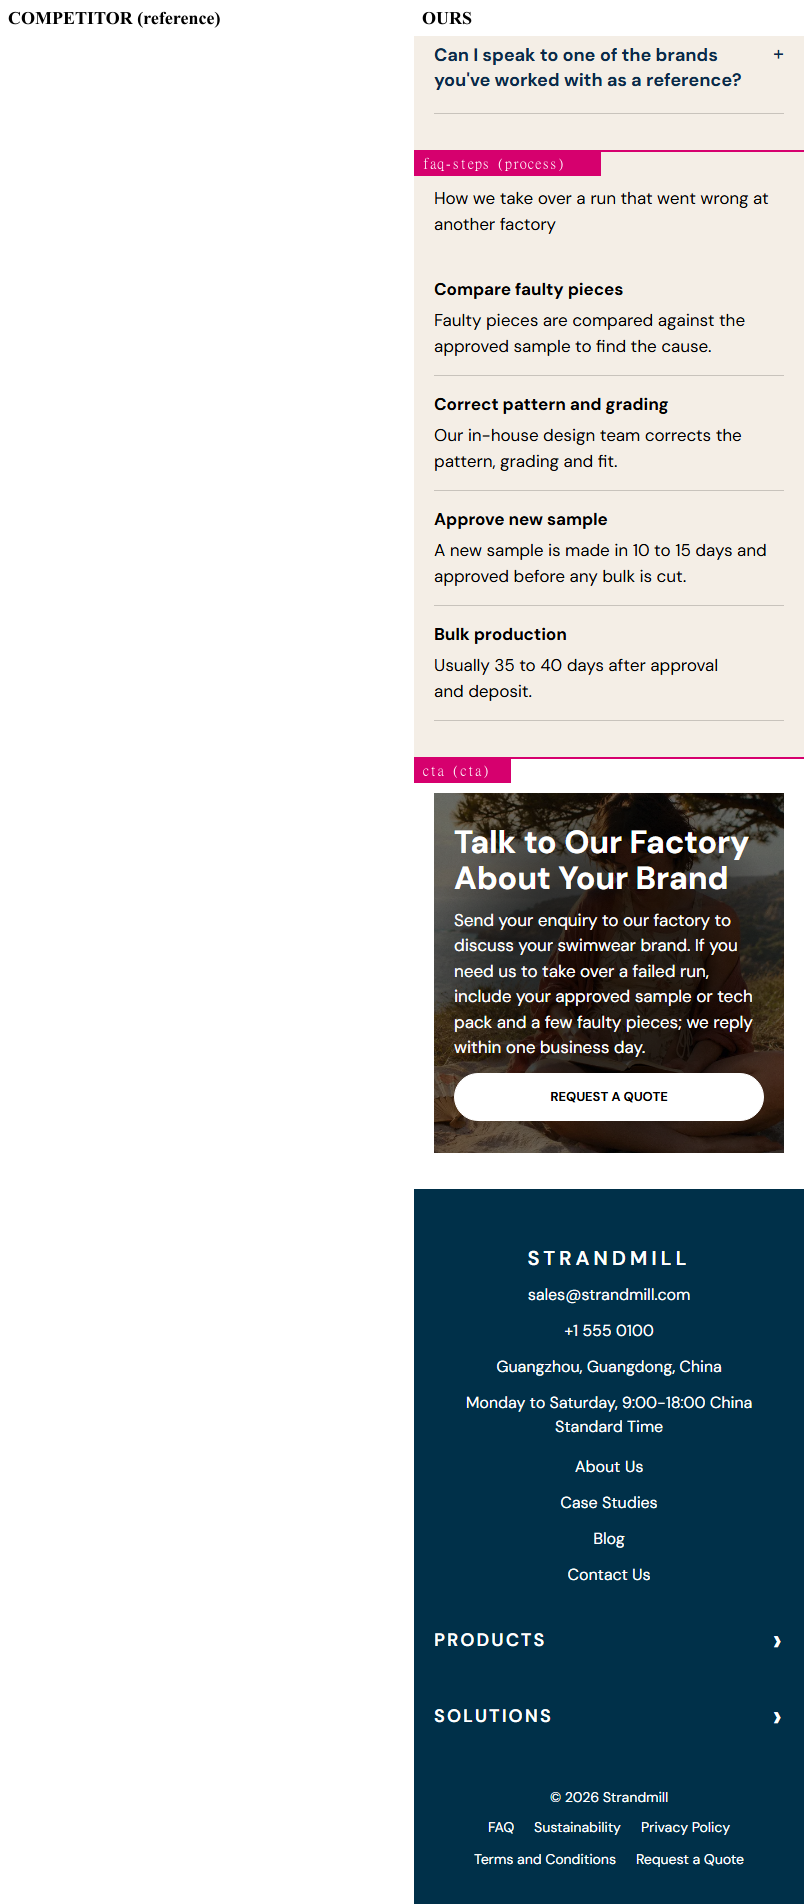 COMPETITOR (reference)
OURS
Can I speak to one of the brands
you've worked with as a reference?
+
faq-steps (process)
How we take over a run that went wrong at
another factory
Compare faulty pieces
Faulty pieces are compared against the
approved sample to find the cause.
Correct pattern and grading
Our in-house design team corrects the
pattern, grading and fit.
Approve new sample
A new sample is made in 10 to 15 days and
approved before any bulk is cut.
Bulk production
Usually 35 to 40 days after approval
and deposit.
cta (cta)
Talk to Our Factory
About Your Brand
Send your enquiry to our factory to
discuss your swimwear brand. If you
need us to take over a failed run,
include your approved sample or tech
pack and a few faulty pieces; we reply
within one business day.
REQUEST A QUOTE
STRANDMILL
sales@strandmill.com
+1 555 0100
Guangzhou, Guangdong, China
Monday to Saturday, 9:00-18:00 China
Standard Time
About Us
Case Studies
Blog
Contact Us
PRODUCTS
SOLUTIONS
© 2026 Strandmill
FAQ Sustainability Privacy Policy
Terms and Conditions Request a Quote